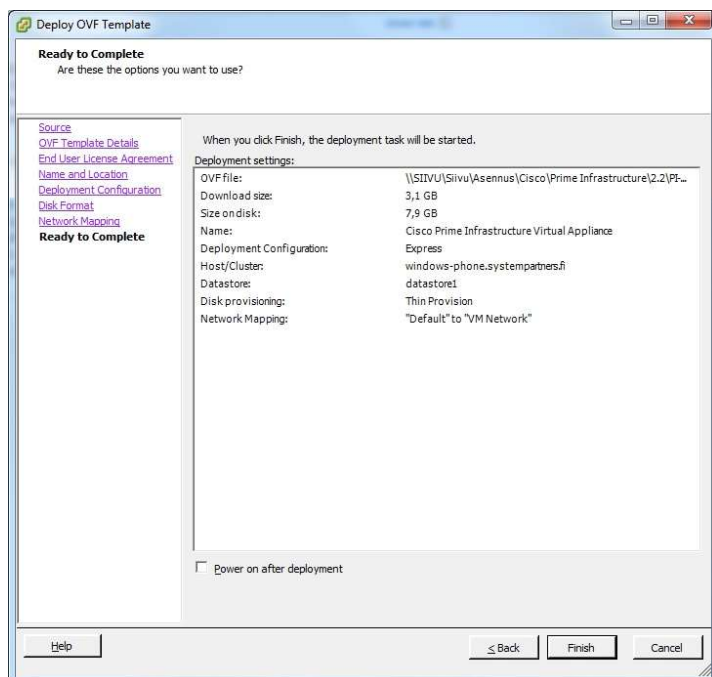 Deploy OVF Template
Ready to Complete
Are these the options you want to use?
Source
OVF Template Details
End User License Agreement
Name and Location
Deployment Configuration
Disk Format
Network Mapping
Ready to Complete
When you click Finish, the deployment task will be started.
Deployment settings:
OVF file: \\SIIVU\Siivu\Asennus\Cisco\Prime Infrastructure\2.2\PI-...
Download size: 3,1 GB
Size on disk: 7,9 GB
Name: Cisco Prime Infrastructure Virtual Appliance
Deployment Configuration: Express
Host/Cluster: windows-phone.systempartners.fi
Datastore: datastore1
Disk provisioning: Thin Provision
Network Mapping: "Default" to "VM Network"
Power on after deployment
Help
< Back
Finish
Cancel